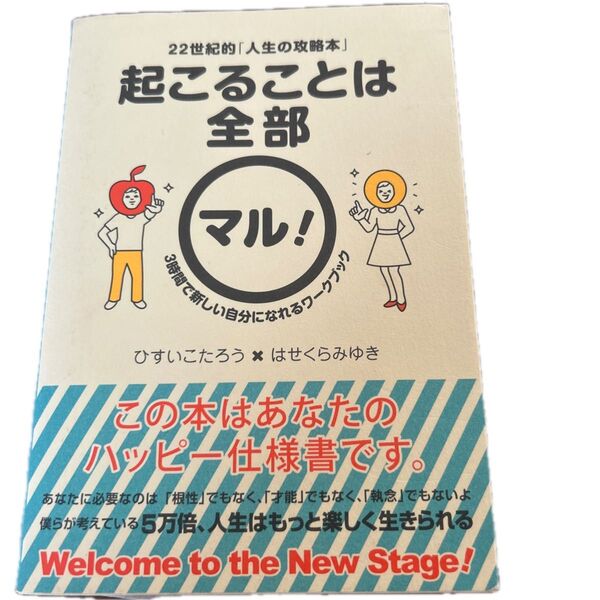 22世紀的「人生の攻略本」
起こることは
全部
マル!
3時間で新しい自分になれるワークブック
ひすいこたろう × はせくらみゆき
この本はあなたの
ハッピー仕様書です。
あなたに必要なのは「根性」でもなく、「才能」でもなく、「執念」でもないよ
僕らが考えている5万倍、人生はもっと楽しく生きられる
Welcome to the New Stage!